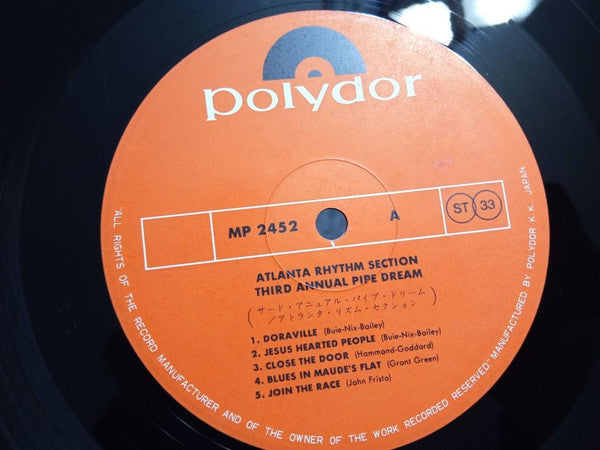 polydor
MP 2452 A ST 33
ATLANTA RHYTHM SECTION
THIRD ANNUAL PIPE DREAM
(サード・アニュアル・パイプ・ドリーム
/アトランタ・リズム・セクション)
1. DORAVILLE (Buie-Nix-Bailey)
2. JESUS HEARTED PEOPLE (Buie-Nix-Bailey)
3. CLOSE THE DOOR (Hammond-Goddard)
4. BLUES IN MAUDE'S FLAT (Grant Green)
5. JOIN THE RACE (John Fristo)
"ALL RIGHTS OF THE RECORD MANUFACTURER AND OF THE OWNER OF THE WORK RECORDED RESERVED." MANUFACTURED BY POLYDOR K.K. JAPAN.